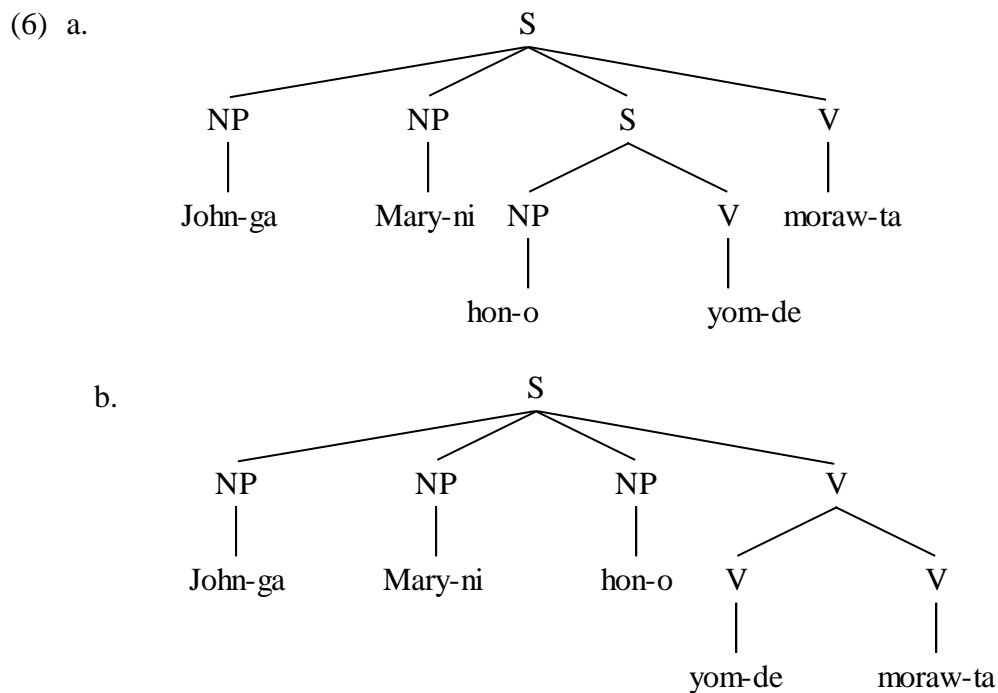 (6) a. S
NP NP S V
John-ga Mary-ni NP V moraw-ta
hon-o yom-de
b. S
NP NP NP V
John-ga Mary-ni hon-o V V
yom-de moraw-ta